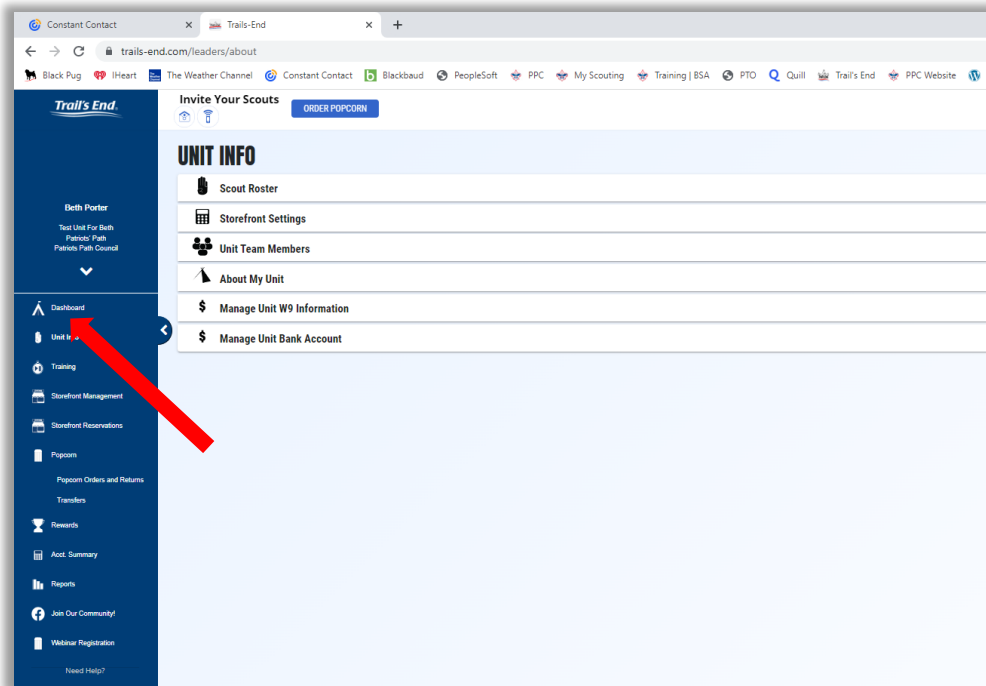 Constant Contact
Trails-End
trails-end.com/leaders/about
Black Pug IHeart The Weather Channel Constant Contact Blackbaud PeopleSoft PPC My Scouting Training | BSA PTO Quill Trail's End PPC Website
Trail's End.
Invite Your Scouts
ORDER POPCORN
UNIT INFO
Scout Roster
Storefront Settings
Unit Team Members
About My Unit
Manage Unit W9 Information
Manage Unit Bank Account
Beth Porter
Test Unit For Beth
Patriots' Path
Patriots Path Council
Dashboard
Unit
Training
Storefront Management
Storefront Reservations
Popcorn
Popcorn Orders and Returns
Transfers
Rewards
Acct. Summary
Reports
Join Our Community!
Webinar Registration
Need Help?